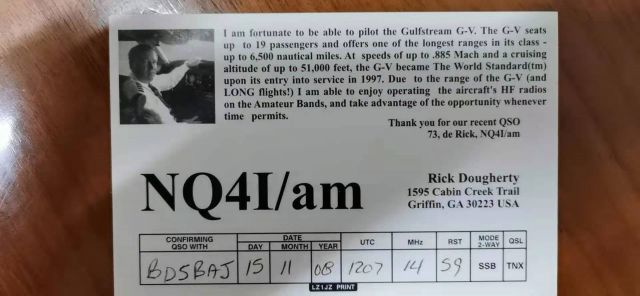 I am fortunate to be able to pilot the Gulfstream G-V. The G-V seats
up to 19 passengers and offers one of the longest ranges in its class -
up to 6,500 nautical miles. At speeds of up to .885 Mach and a cruising
altitude of up to 51,000 feet, the G-V became The World Standard(tm)
upon its entry into service in 1997. Due to the range of the G-V (and
LONG flights!) I am able to enjoy operating the aircraft's HF radios
on the Amateur Bands, and take advantage of the opportunity whenever
time permits.
Thank you for our recent QSO
73, de Rick, NQ4I/am
NQ4I/am
Rick Dougherty
1595 Cabin Creek Trail
Griffin, GA 30223 USA
CONFIRMING QSO WITH DATE DAY MONTH YEAR UTC MHz RST MODE 2-WAY QSL
BD5BAJ 15 11 08 1207 14 59 SSB TNX
LZ1JZ PRINT